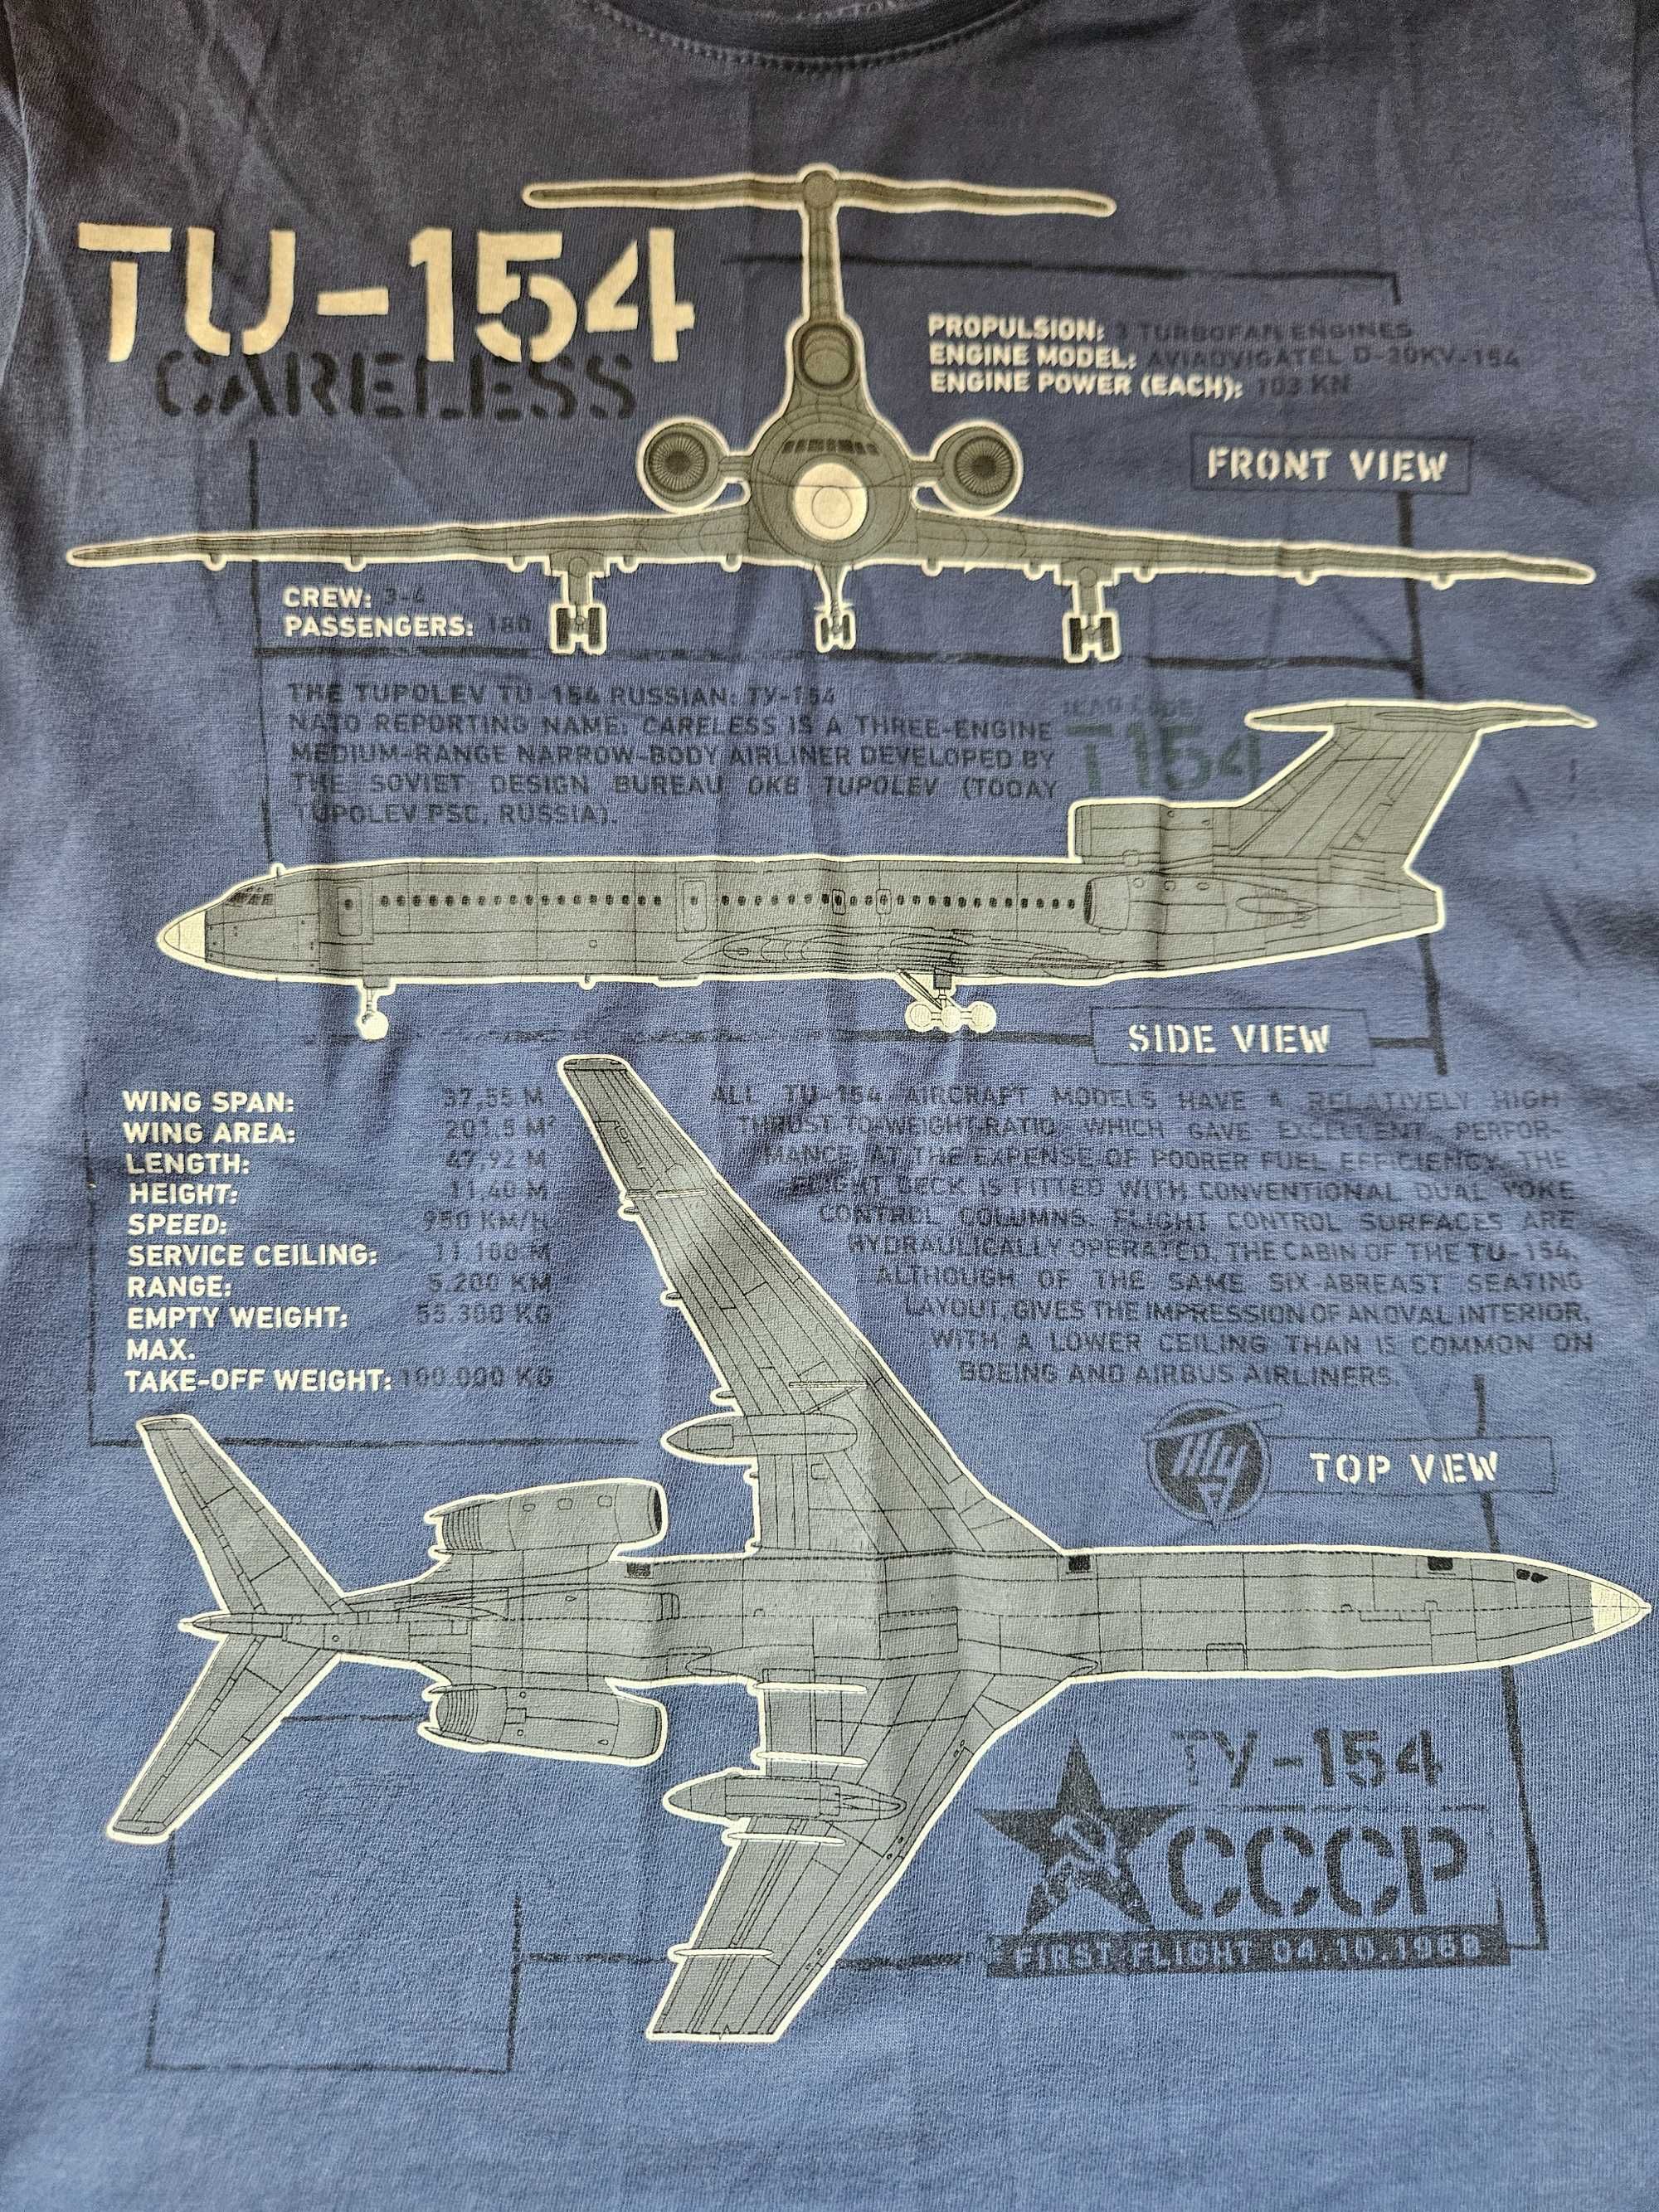 TU-154
CARELESS
PROPULSION: 3 TURBOFAN ENGINES
ENGINE MODEL: AVIADVIGATEL D-30KV-154
ENGINE POWER (EACH): 103 KN
FRONT VIEW
CREW: 3-4
PASSENGERS: 180
THE TUPOLEV TU-154 RUSSIAN: ТУ-154
NATO REPORTING NAME: CARELESS IS A THREE-ENGINE
MEDIUM-RANGE NARROW-BODY AIRLINER DEVELOPED BY
THE SOVIET DESIGN BUREAU OKB TUPOLEV (TODAY
TUPOLEV PSC, RUSSIA).
T154
SIDE VIEW
WING SPAN: 37,55 M
WING AREA: 201,5 M²
LENGTH: 47,92 M
HEIGHT: 11,40 M
SPEED: 950 KM/H
SERVICE CEILING: 11.100 M
RANGE: 5.200 KM
EMPTY WEIGHT: 55.300 KG
MAX.
TAKE-OFF WEIGHT: 100.000 KG
ALL TU-154 AIRCRAFT MODELS HAVE A RELATIVELY HIGH
THRUST-TO-WEIGHT-RATIO WHICH GAVE EXCELLENT PERFOR-
MANCE, AT THE EXPENSE OF POORER FUEL EFFICIENCY. THE
FLIGHT DECK IS FITTED WITH CONVENTIONAL DUAL YOKE
CONTROL COLUMNS. FLIGHT CONTROL SURFACES ARE
HYDRAULICALLY OPERATED. THE CABIN OF THE TU-154,
ALTHOUGH OF THE SAME SIX-ABREAST SEATING
LAYOUT, GIVES THE IMPRESSION OF AN OVAL INTERIOR,
WITH A LOWER CEILING THAN IS COMMON ON
BOEING AND AIRBUS AIRLINERS.
Ту
TOP VIEW
ТУ-154
СССР
FIRST FLIGHT 04.10.1968